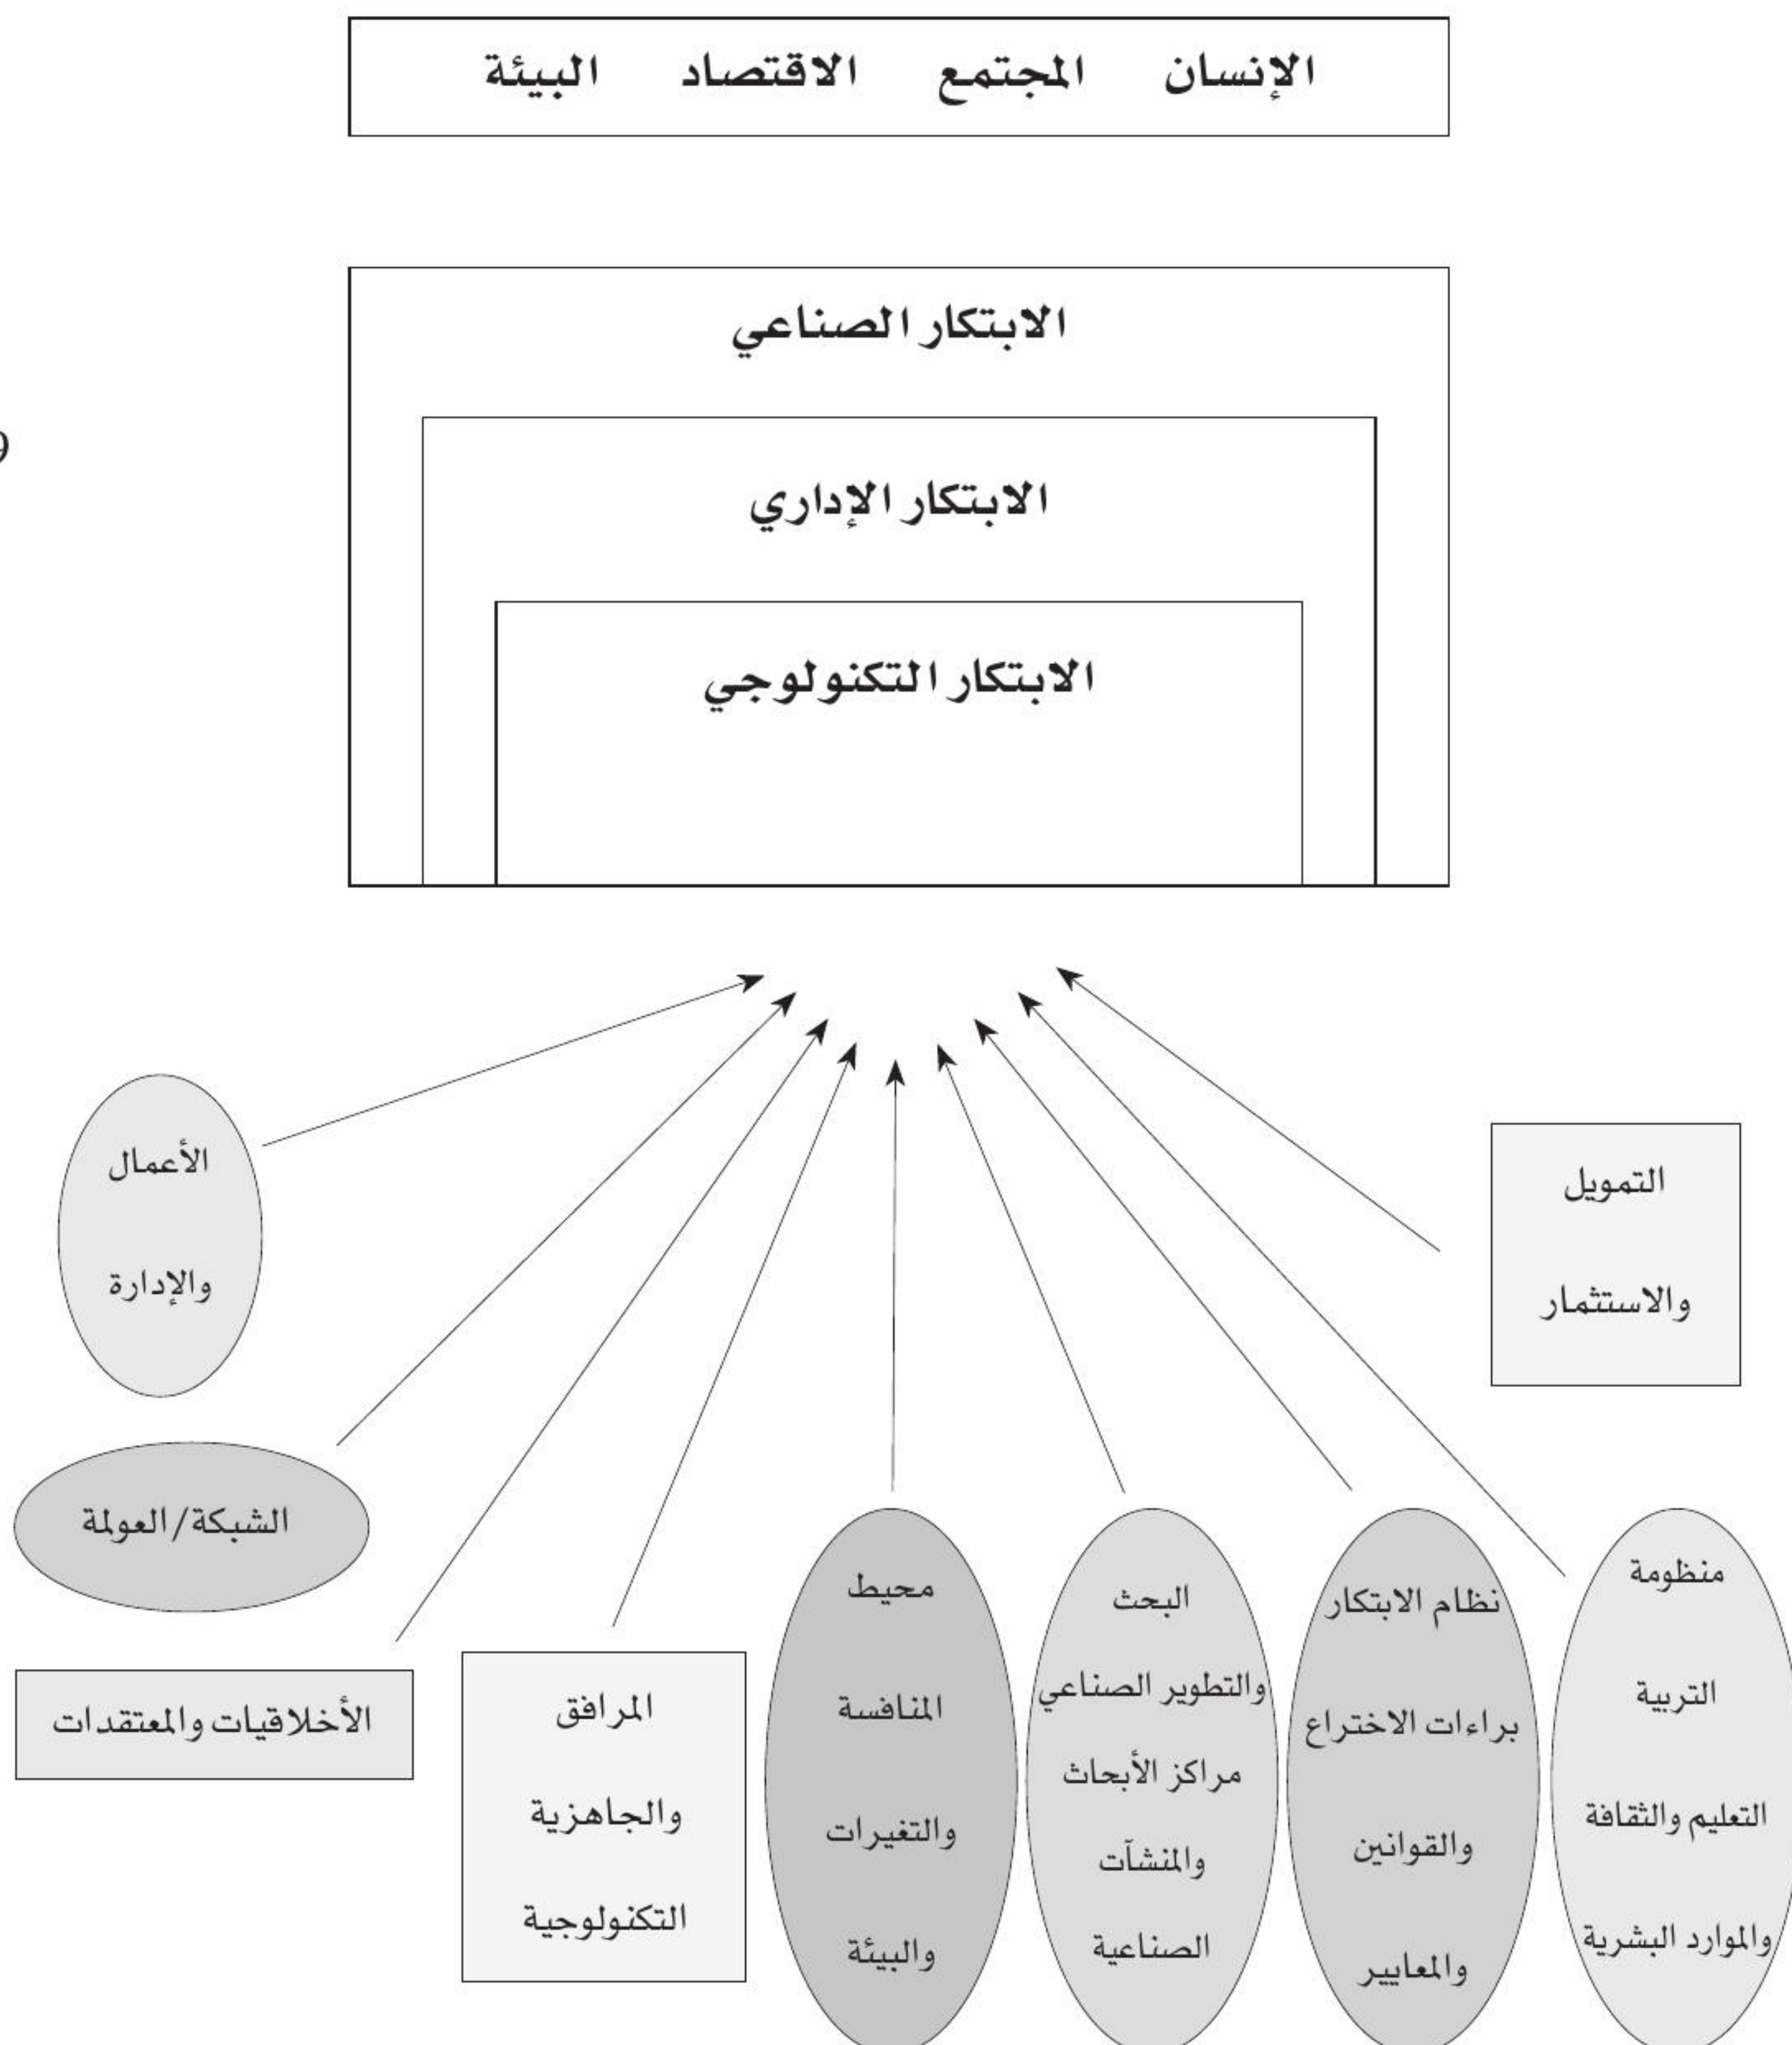 الإنسان المجتمع الاقتصاد البيئة
الابتكار الصناعي
الابتكار الإداري
الابتكار التكنولوجي
التمويل
والاستثمار
الأعمال
والإدارة
الشبكة/العولمة
الأخلاقيات والمعتقدات
منظومة
التربية
التعليم والثقافة
والموارد البشرية
نظام الابتكار
براءات الاختراع
والقوانين
والمعايير
البحث
والتطوير الصناعي
مراكز الأبحاث
والمنشآت
الصناعية
محيط
المنافسة
والتغيرات
والبيئة
المرافق
والجاهزية
التكنولوجية